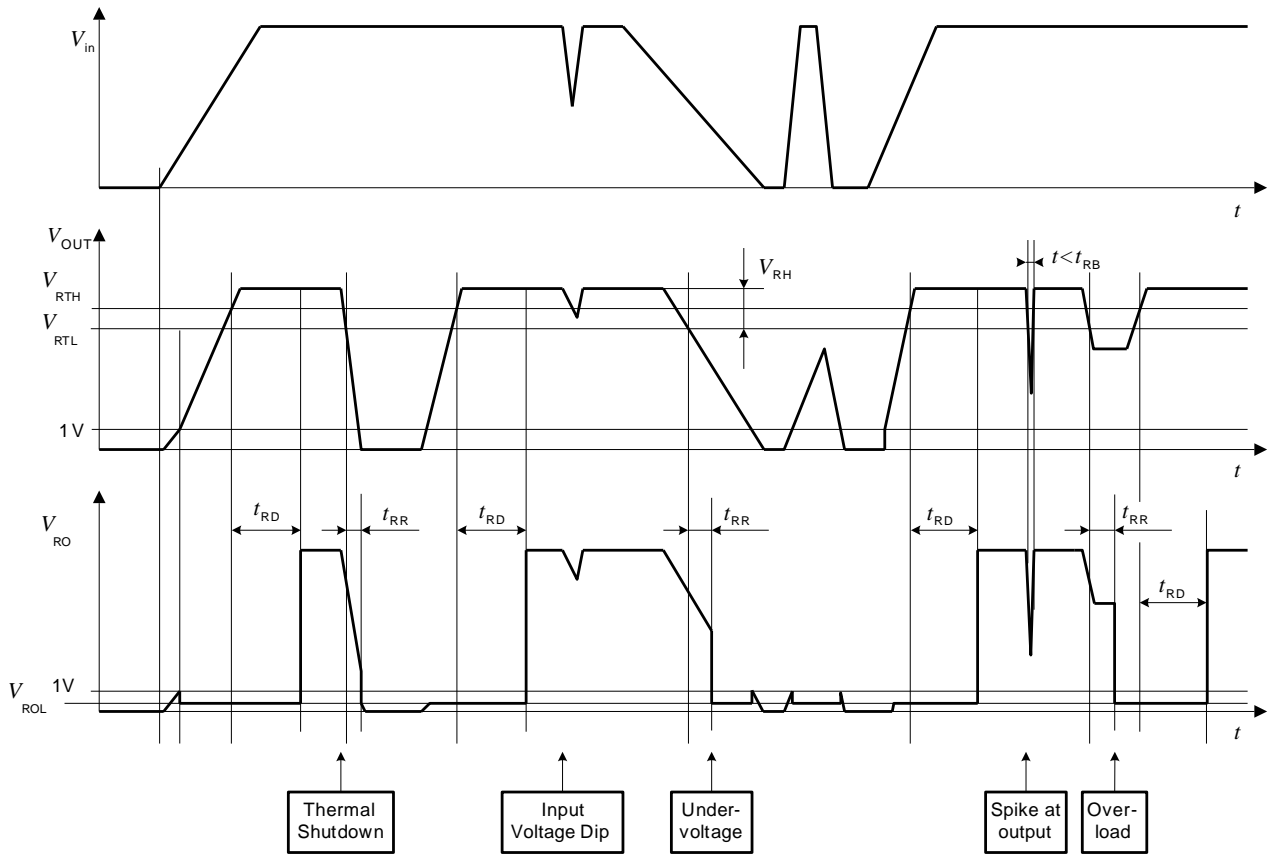 V in
t
V OUT
t < t RB
V RTH
V RH
V RTL
1 V
t
t RD
t RR
t RD
t RR
t RD
t RR
V RO
t RD
1V
V ROL
t
Thermal
Shutdown
Input
Voltage Dip
Under-
voltage
Spike at
output
Over-
load